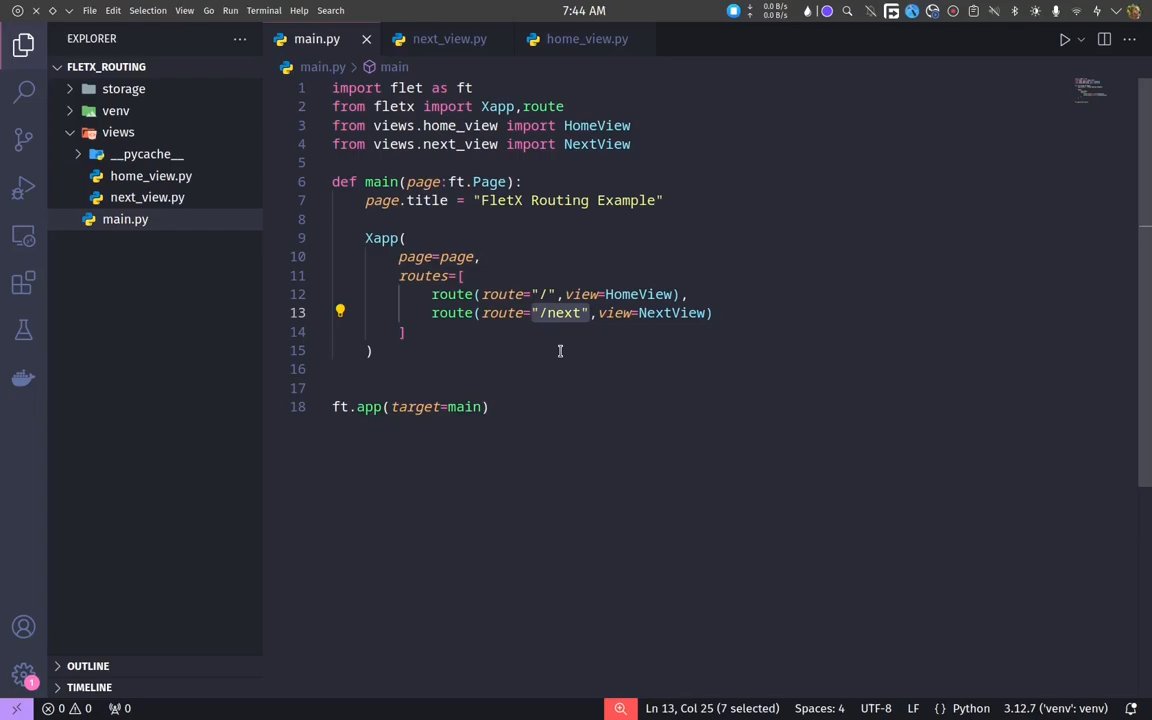 File Edit Selection View Go Run Terminal Help Search
7:44 AM
0.0 B/s
0.0 B/s
EXPLORER
FLETX_ROUTING
storage
venv
views
__pycache__
home_view.py
next_view.py
main.py
OUTLINE
TIMELINE
1
main.py next_view.py home_view.py
main.py > main
1 import flet as ft
2 from fletx import Xapp,route
3 from views.home_view import HomeView
4 from views.next_view import NextView
5
6 def main(page:ft.Page):
7 page.title = "FletX Routing Example"
8
9 Xapp(
10 page=page,
11 routes=[
12 route(route="/",view=HomeView),
13 route(route="/next",view=NextView)
14 ]
15 )
16
17
18 ft.app(target=main)
0 0 0 Ln 13, Col 25 (7 selected) Spaces: 4 UTF-8 LF {} Python 3.12.7 ('venv': venv)